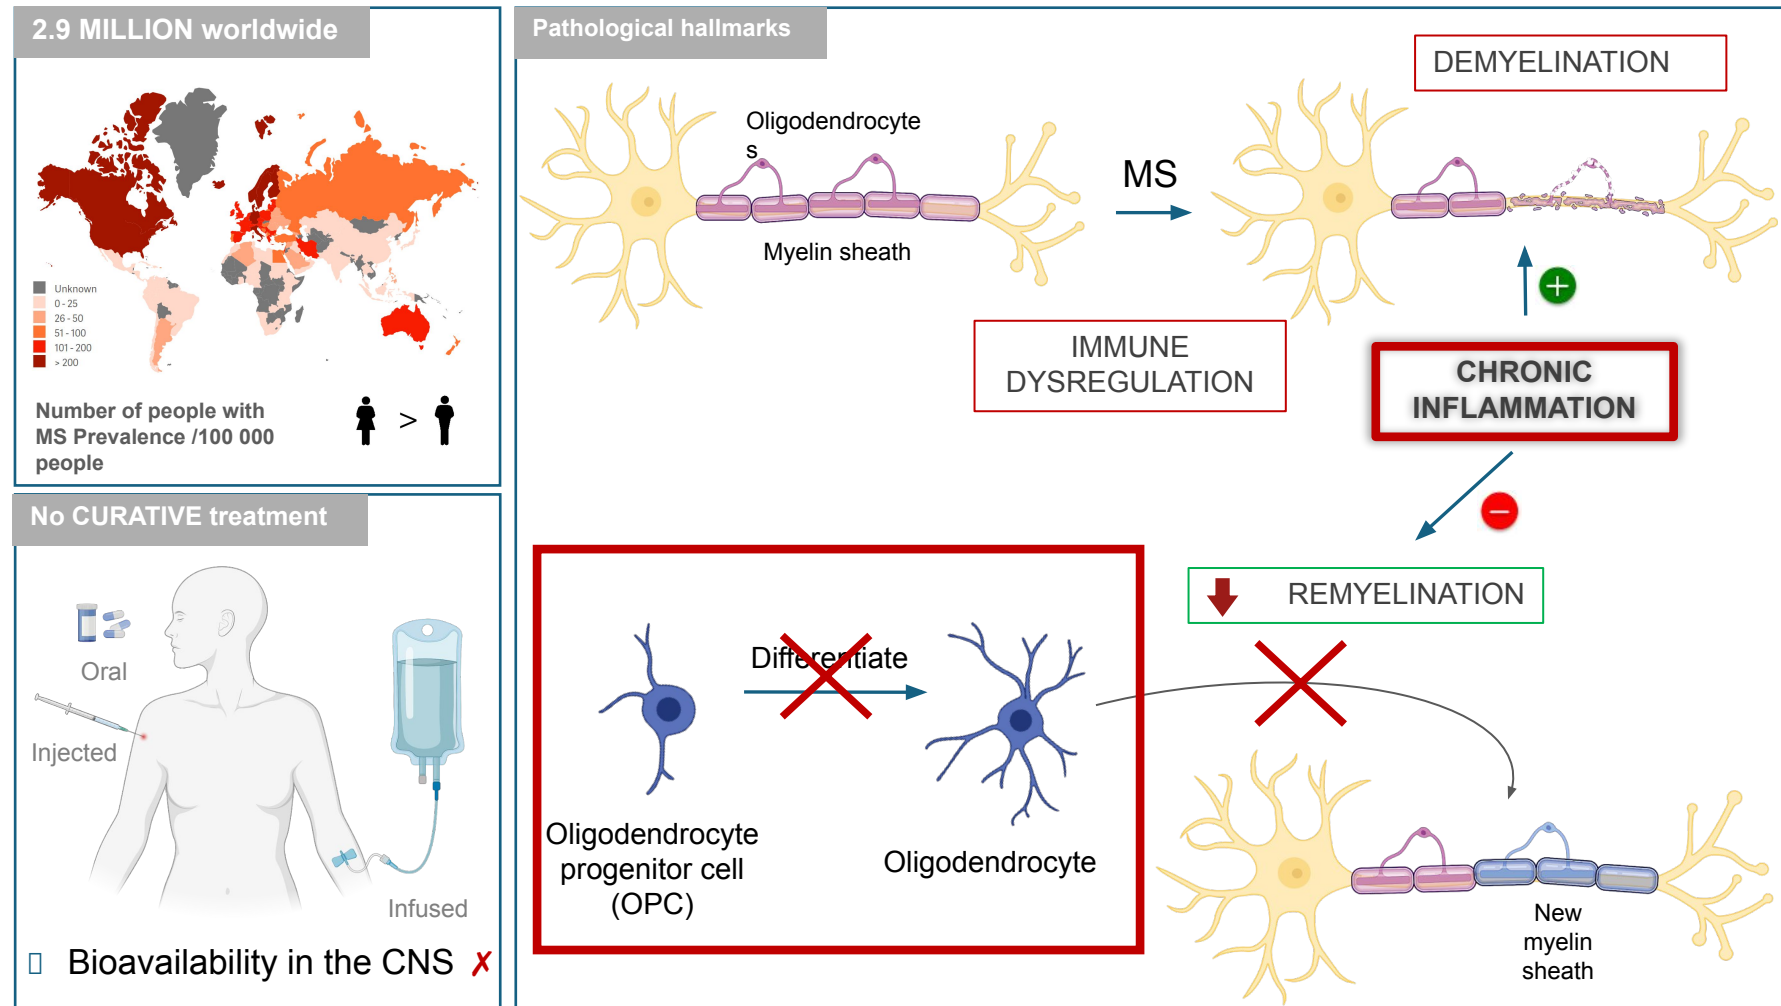 2.9 MILLION worldwide
Unknown
0 - 25
26 - 50
51 - 100
101 - 200
> 200
Number of people with
MS Prevalence /100 000
people
>
No CURATIVE treatment
Oral
Injected
Infused
Bioavailability in the CNS ✗
Pathological hallmarks
Oligodendrocyte
s
Myelin sheath
MS
DEMYELINATION
IMMUNE
DYSREGULATION
+
CHRONIC
INFLAMMATION
−
REMYELINATION
Differentiate
Oligodendrocyte
progenitor cell
(OPC)
Oligodendrocyte
New
myelin
sheath